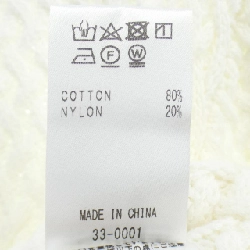 COTTON 80%
NYLON 20%
MADE IN CHINA
33-0001